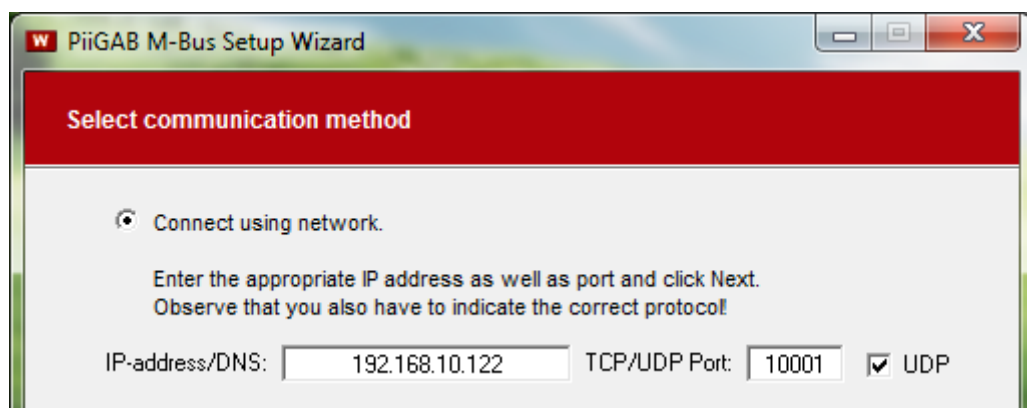 W PiiGAB M-Bus Setup Wizard
Select communication method
Connect using network.
Enter the appropriate IP address as well as port and click Next.
Observe that you also have to indicate the correct protocol!
IP-address/DNS: 192.168.10.122 TCP/UDP Port: 10001 UDP